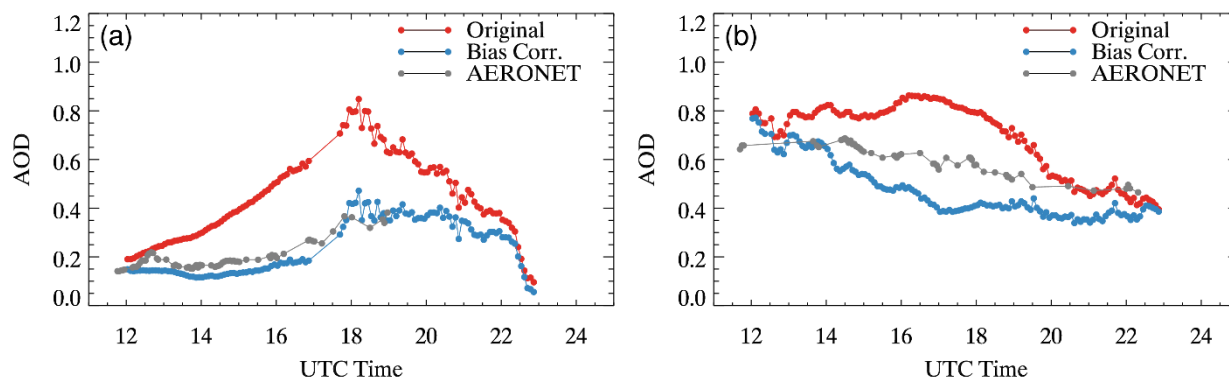 (a)
Original
Bias Corr.
AERONET
AOD
1.2
1.0
0.8
0.6
0.4
0.2
0.0
12 14 16 18 20 22 24
UTC Time
(b)
Original
Bias Corr.
AERONET
AOD
1.2
1.0
0.8
0.6
0.4
0.2
0.0
12 14 16 18 20 22 24
UTC Time